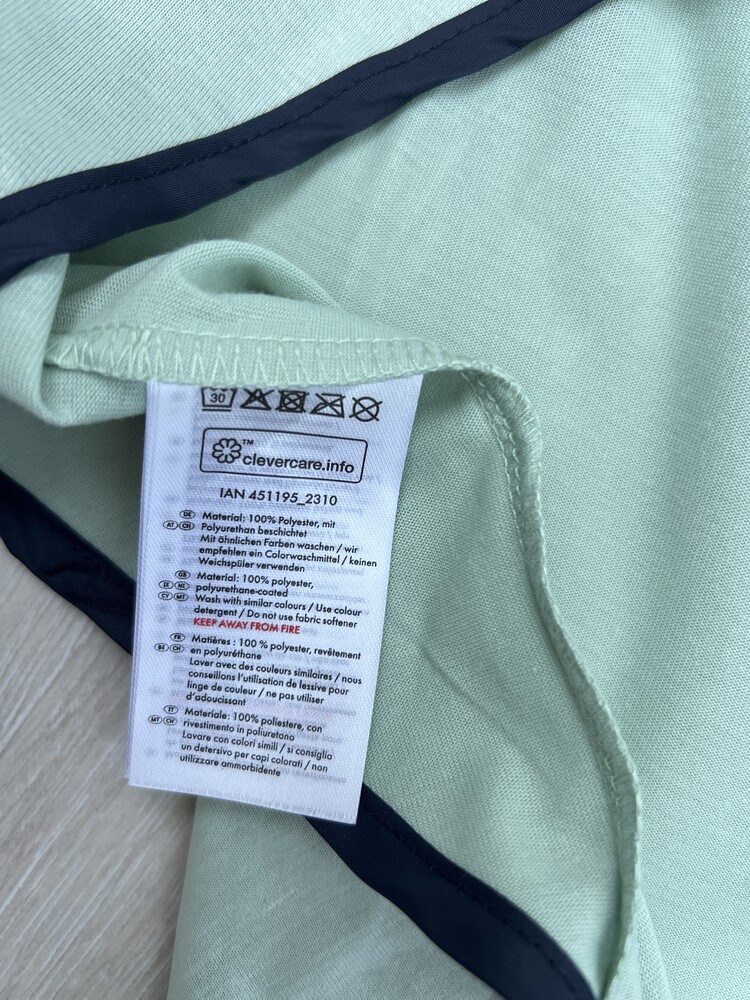 30
™
clevercare.info
IAN 451195_2310
DE Material: 100% Polyester, mit
AT CH Polyurethan beschichtet
Mit ähnlichen Farben waschen / wir
empfehlen ein Colorwaschmittel / keinen
Weichspüler verwenden
GB Material: 100% polyester,
IE NI polyurethane-coated
CY MT Wash with similar colours / Use colour
detergent / Do not use fabric softener
KEEP AWAY FROM FIRE
FR Matières : 100 % polyester, revêtement
BE CH en polyuréthane
Laver avec des couleurs similaires / nous
conseillons l'utilisation de lessive pour
linge de couleur / ne pas utiliser
d'adoucissant
IT Materiale: 100% poliestere, con
MT CH rivestimento in poliuretano
Lavare con colori simili / si consiglia
un detersivo per capi colorati / non
utilizzare ammorbidente